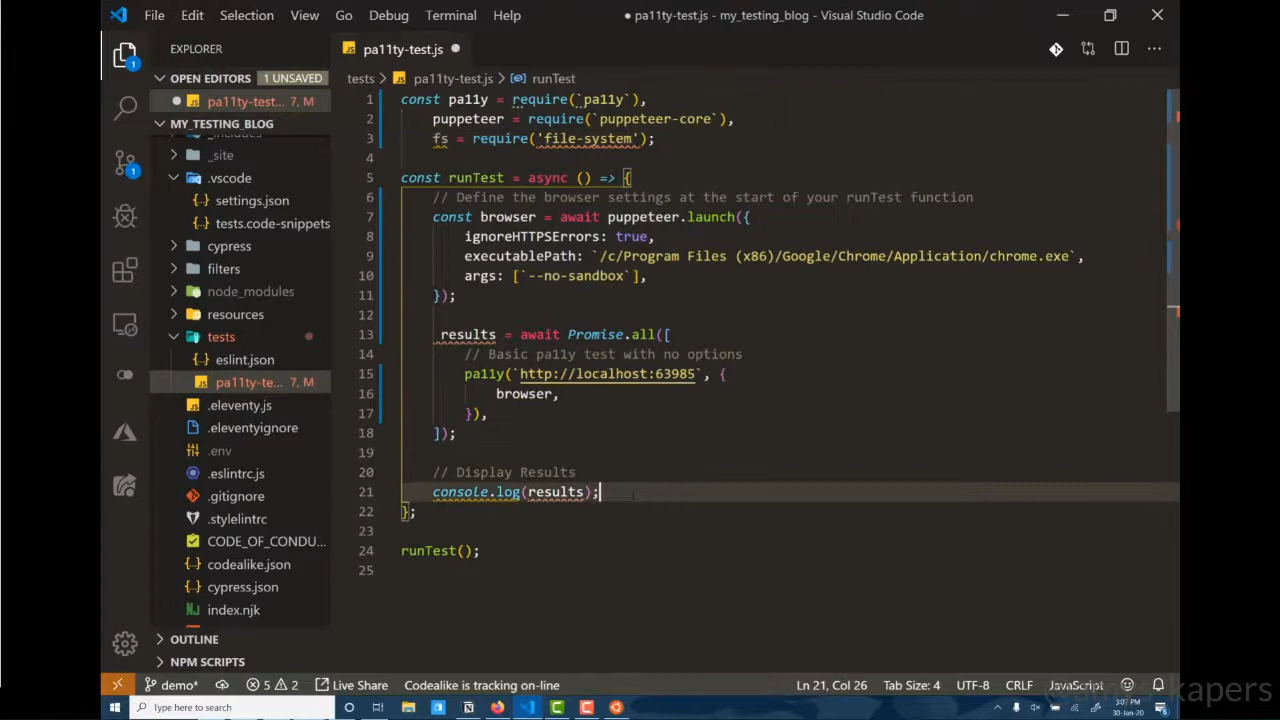 File Edit Selection View Go Debug Terminal Help
● pa11ty-test.js - my_testing_blog - Visual Studio Code
1
EXPLORER
pa11ty-test.js ●
OPEN EDITORS 1 UNSAVED
● pa11ty-test... 7, M
MY_TESTING_BLOG
_includes
_site
.vscode
settings.json
tests.code-snippets
cypress
filters
node_modules
resources
tests
eslint.json
pa11ty-te... 7, M
.eleventy.js
.eleventyignore
.env
.eslintrc.js
.gitignore
.stylelintrc
CODE_OF_CONDU...
codealike.json
cypress.json
index.njk
OUTLINE
NPM SCRIPTS
1
tests > JS pa11ty-test.js > runTest
1 const pa11y = require(`pa11y`),
2 puppeteer = require(`puppeteer-core`),
3 fs = require('file-system');
4
5 const runTest = async () => {
6 // Define the browser settings at the start of your runTest function
7 const browser = await puppeteer.launch({
8 ignoreHTTPSErrors: true,
9 executablePath: `/c/Program Files (x86)/Google/Chrome/Application/chrome.exe`,
10 args: [`--no-sandbox`],
11 });
12
13 results = await Promise.all([
14 // Basic pa11y test with no options
15 pa11y(`http://localhost:63985`, {
16 browser,
17 }),
18 ]);
19
20 // Display Results
21 console.log(results);
22 };
23
24 runTest();
25
demo* 5 2 Live Share Codealike is tracking on-line Ln 21, Col 26 Tab Size: 4 UTF-8 CRLF JavaScript
Type here to search
3:07 PM
30-Jan-20
6
kapers